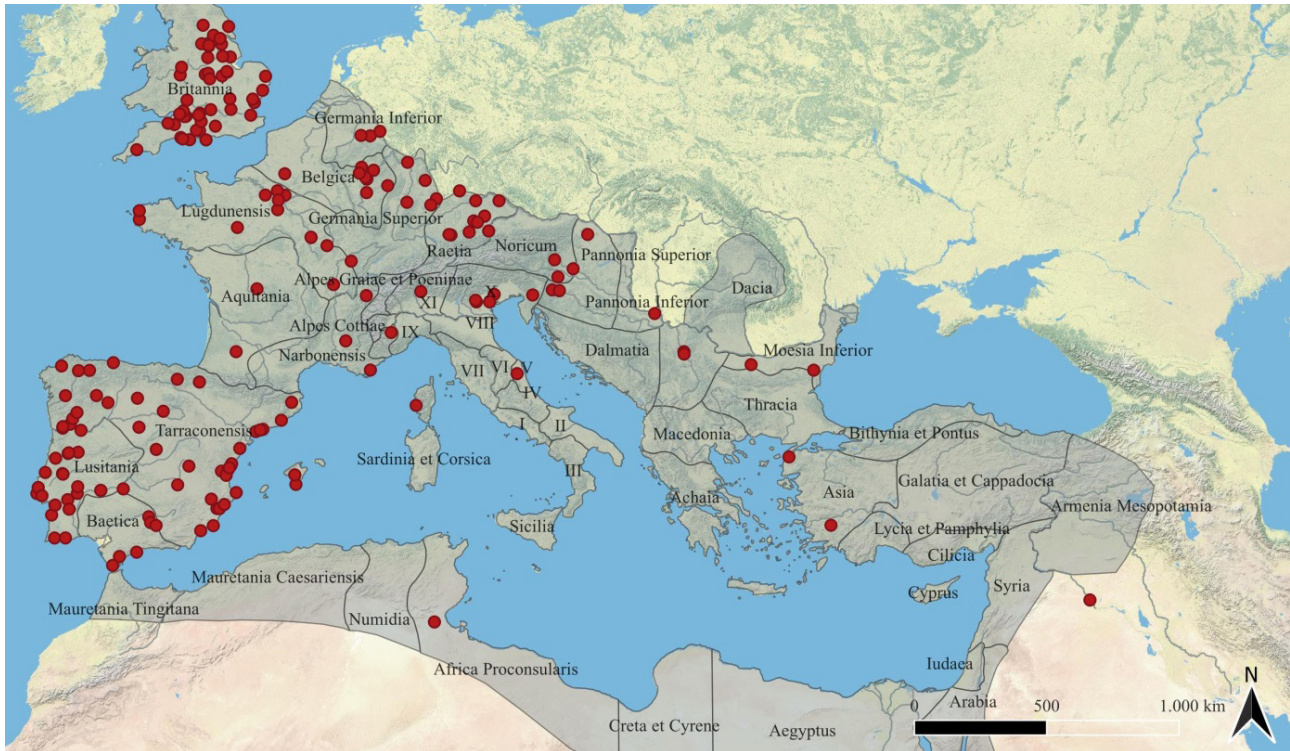 Britannia
Germania Inferior
Belgica
Lugdunensis
Germania Superior
Raetia
Noricum
Pannonia Superior
Alpes Graiae et Poeninae
Dacia
Aquitania
XI
X
Pannonia Inferior
VIII
Alpes Cottiae
IX
Narbonensis
Dalmatia
Moesia Inferior
VII
VI
V
IV
Thracia
Tarraconensis
I
II
Macedonia
Bithynia et Pontus
Sardinia et Corsica
Lusitania
III
Galatia et Cappadocia
Asia
Achaia
Armenia Mesopotamia
Baetica
Sicilia
Lycia et Pamphylia
Cilicia
Mauretania Caesariensis
Cyprus
Syria
Mauretania Tingitana
Numidia
Iudaea
Africa Proconsularis
N
Arabia
0 500 1.000 km
Creta et Cyrene
Aegyptus